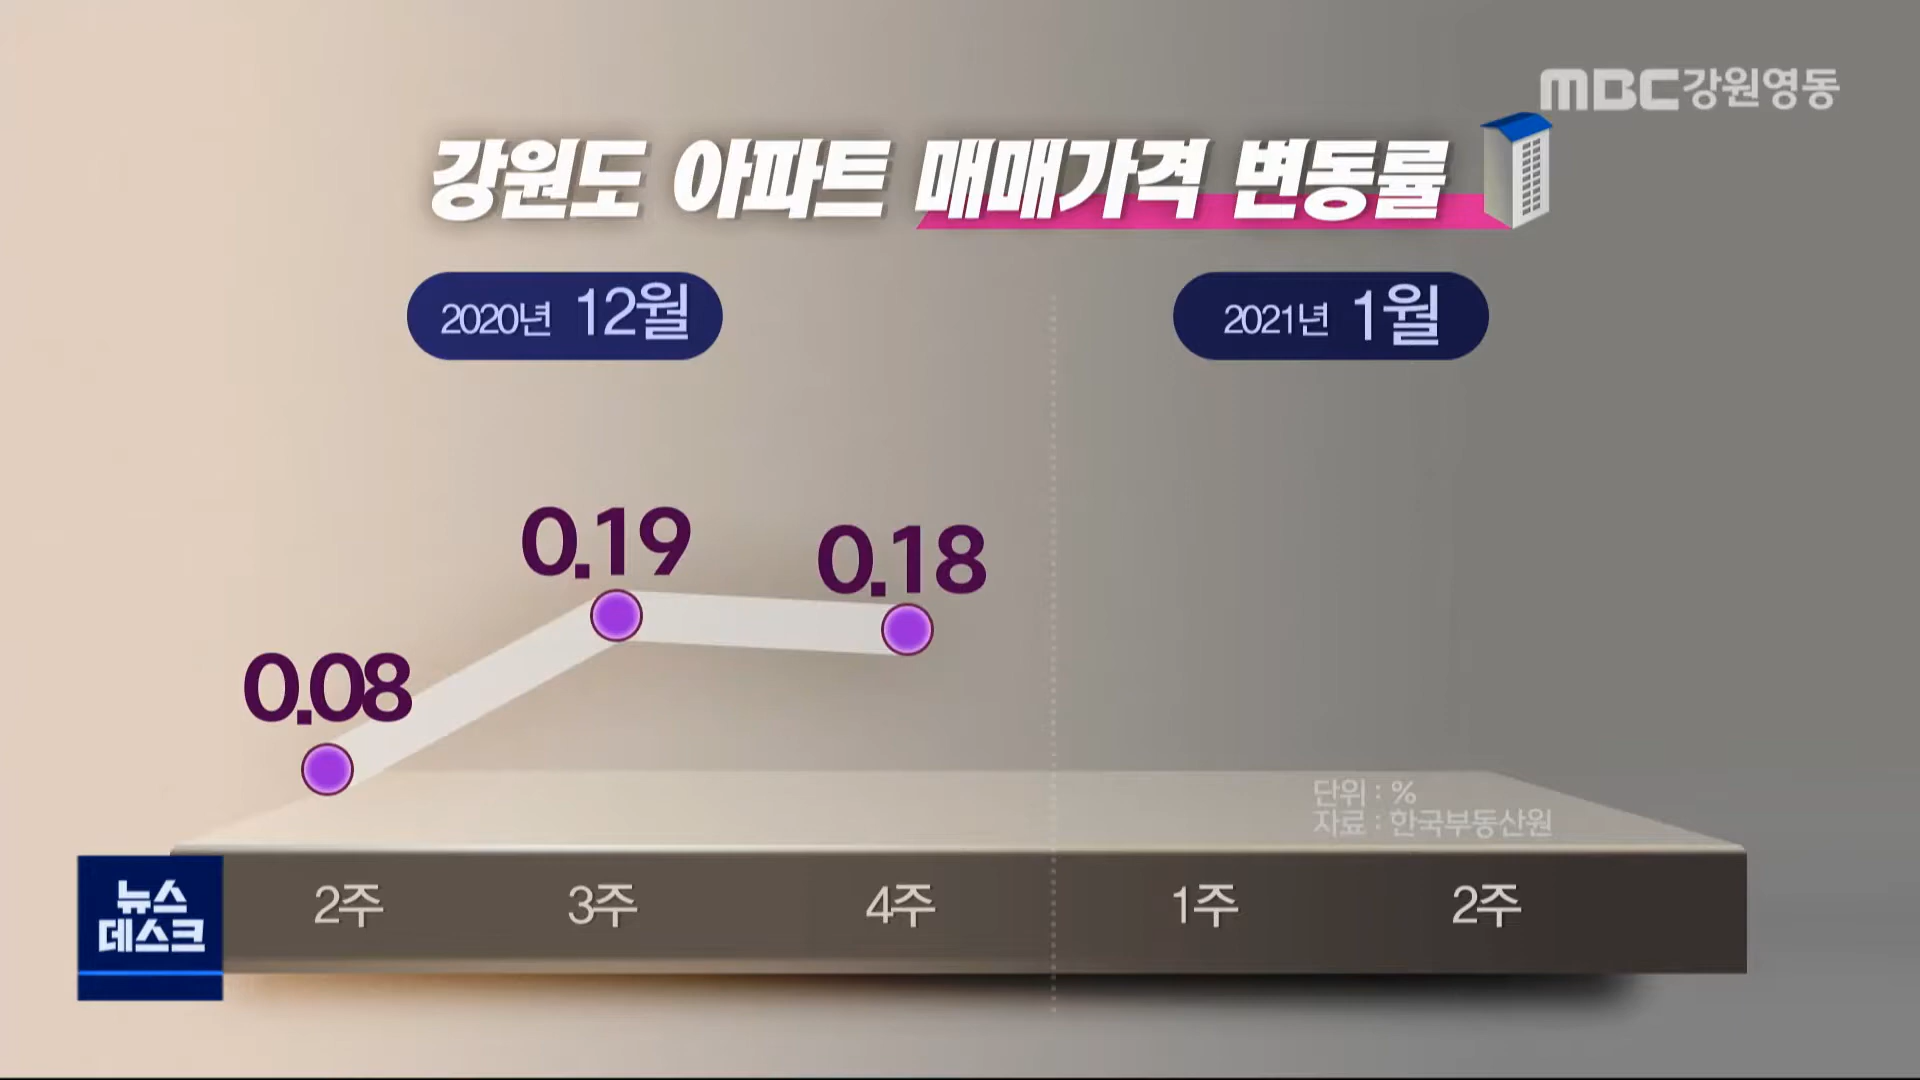 MBC강원영동
강원도 아파트 매매가격 변동률
2020년 12월
2021년 1월
0.08
0.19
0.18
단위 : %
자료 : 한국부동산원
2주
3주
4주
1주
2주
뉴스
데스크